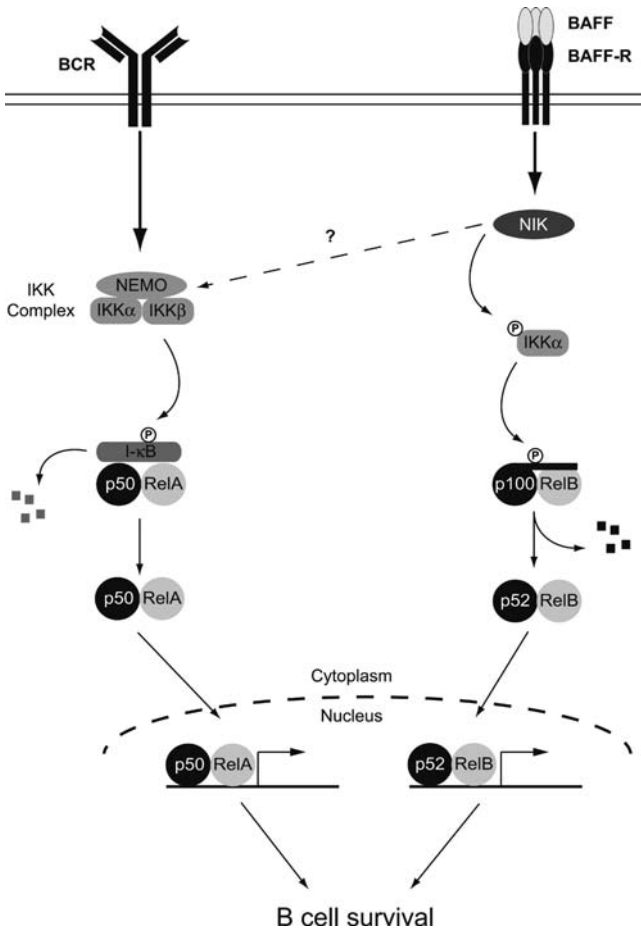 BAFF
BCR
BAFF-R
NIK
?
IKK
Complex
NEMO
IKKα IKKβ
P
IKKα
P
I-κB
p50 RelA
P
p100 RelB
p50 RelA
p52 RelB
Cytoplasm
Nucleus
p50 RelA
p52 RelB
B cell survival